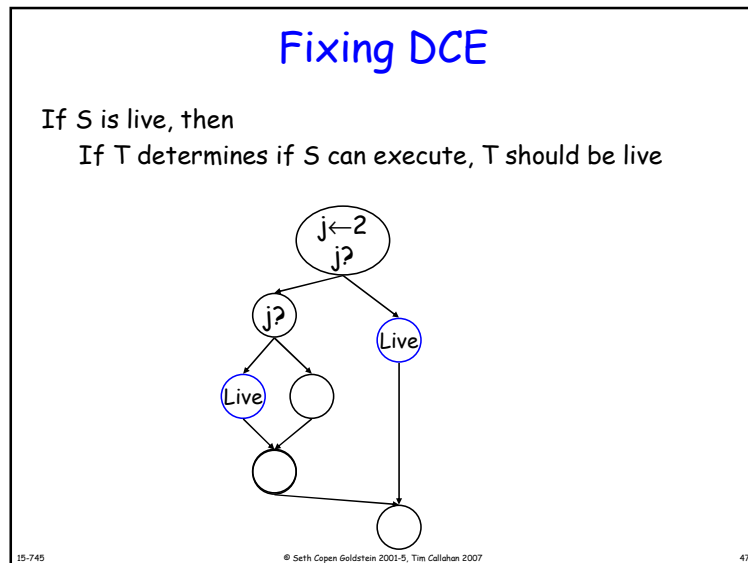 Fixing DCE
If S is live, then
If T determines if S can execute, T should be live
j←2
j?
j?
Live
Live
15-745
© Seth Copen Goldstein 2001-5, Tim Callahan 2007
47